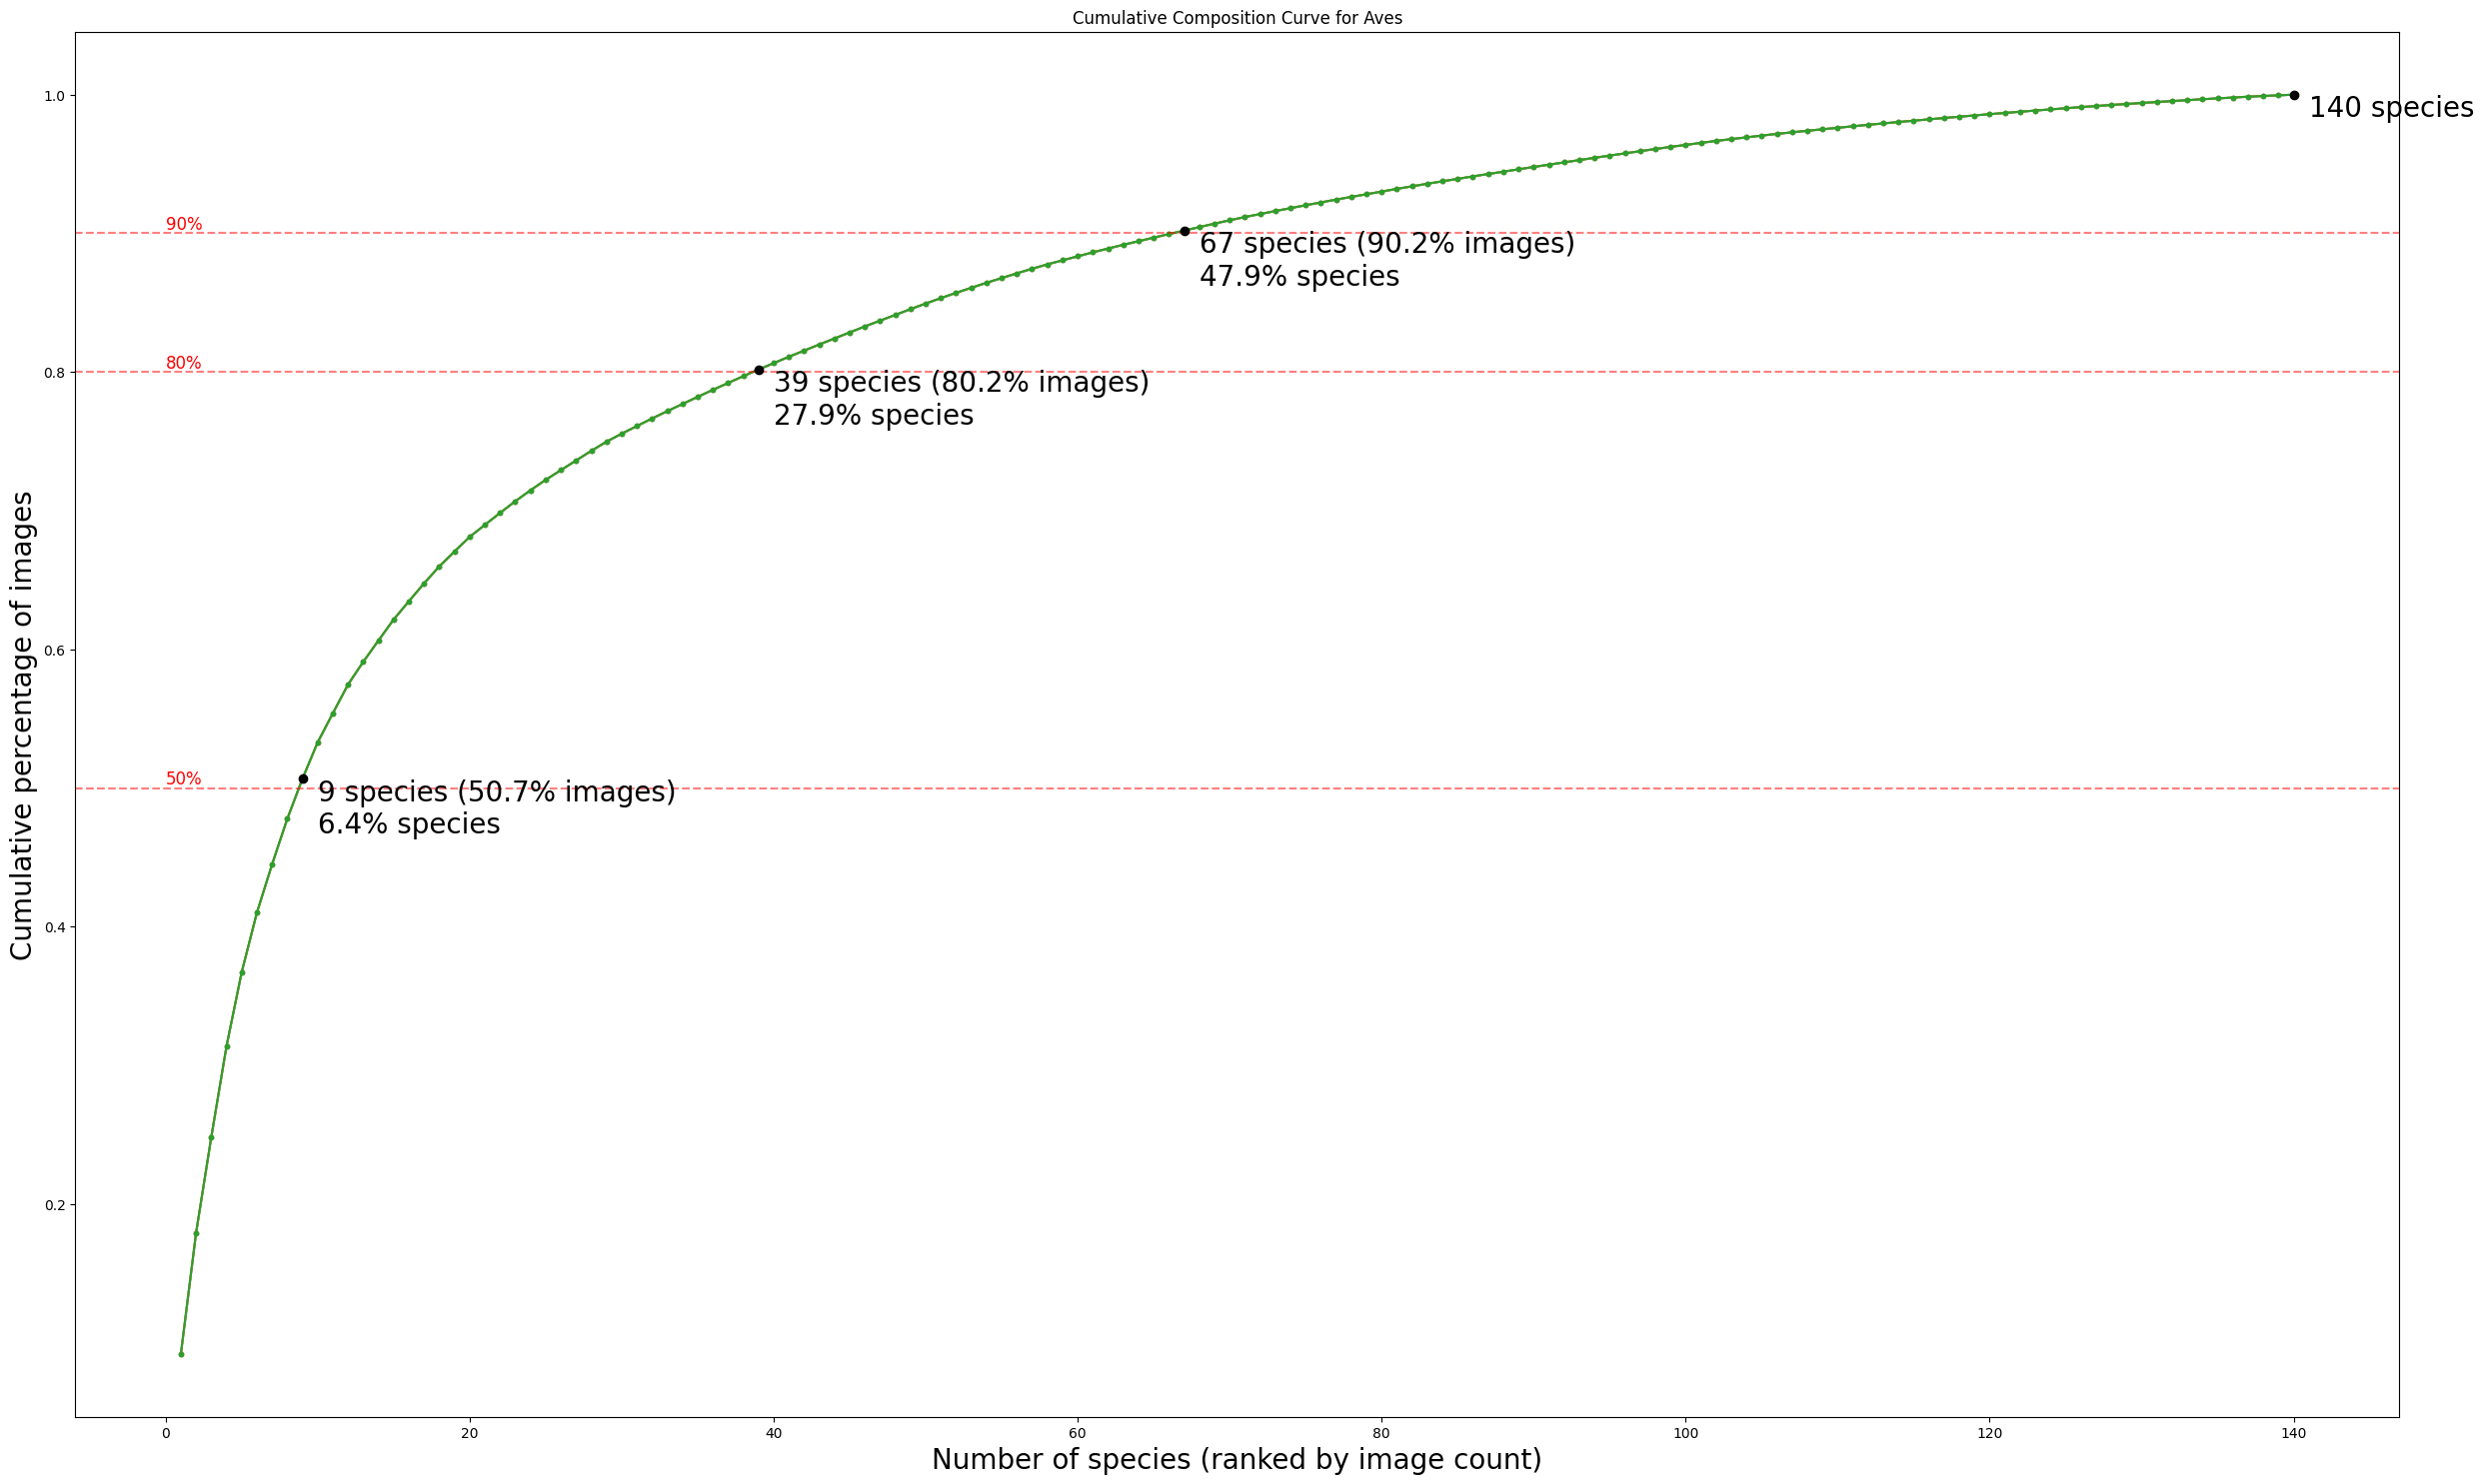 Cumulative Composition Curve for Aves
1.0
140 species
90%
67 species (90.2% images)
47.9% species
80%
0.8
39 species (80.2% images)
27.9% species
Cumulative percentage of images
0.6
50%
9 species (50.7% images)
6.4% species
0.4
0.2
0 20 40 60 80 100 120 140
Number of species (ranked by image count)